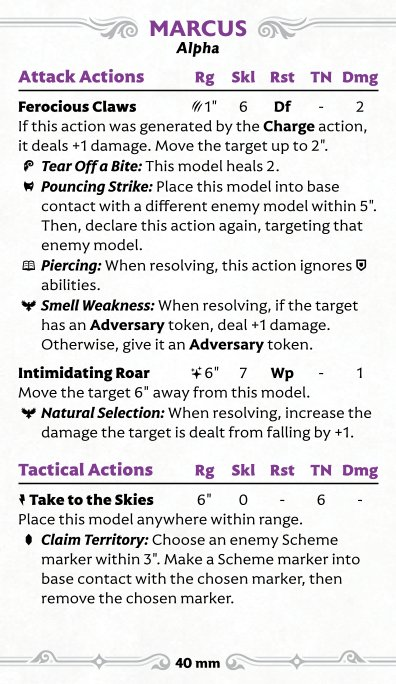 MARCUS
Alpha
Attack Actions Rg Skl Rst TN Dmg
Ferocious Claws 1" 6 Df - 2
If this action was generated by the Charge action,
it deals +1 damage. Move the target up to 2".
Tear Off a Bite: This model heals 2.
Pouncing Strike: Place this model into base
contact with a different enemy model within 5".
Then, declare this action again, targeting that
enemy model.
Piercing: When resolving, this action ignores
abilities.
Smell Weakness: When resolving, if the target
has an Adversary token, deal +1 damage.
Otherwise, give it an Adversary token.
Intimidating Roar 6" 7 Wp - 1
Move the target 6" away from this model.
Natural Selection: When resolving, increase the
damage the target is dealt from falling by +1.
Tactical Actions Rg Skl Rst TN Dmg
Take to the Skies 6" 0 - 6 -
Place this model anywhere within range.
Claim Territory: Choose an enemy Scheme
marker within 3". Make a Scheme marker into
base contact with the chosen marker, then
remove the chosen marker.
40 mm